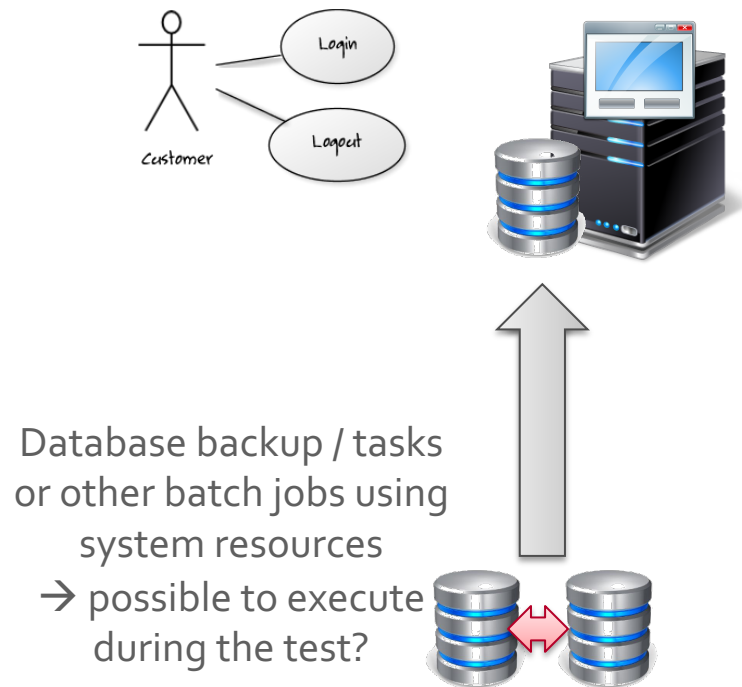 Login
Logout
Customer
Database backup / tasks
or other batch jobs using
system resources
→ possible to execute
during the test?